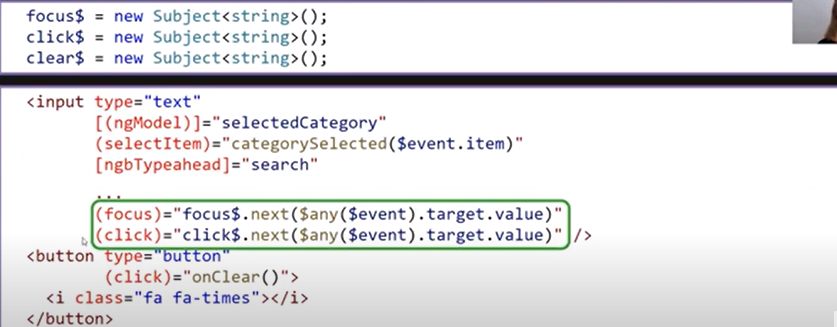 focus$ = new Subject<string>();
click$ = new Subject<string>();
clear$ = new Subject<string>();
<input type="text"
[(ngModel)]="selectedCategory"
(selectItem)="categorySelected($event.item)"
[ngbTypeahead]="search"
...
(focus)="focus$.next($any($event).target.value)"
(click)="click$.next($any($event).target.value)" />
<button type="button"
(click)="onClear()">
<i class="fa fa-times"></i>
</button>